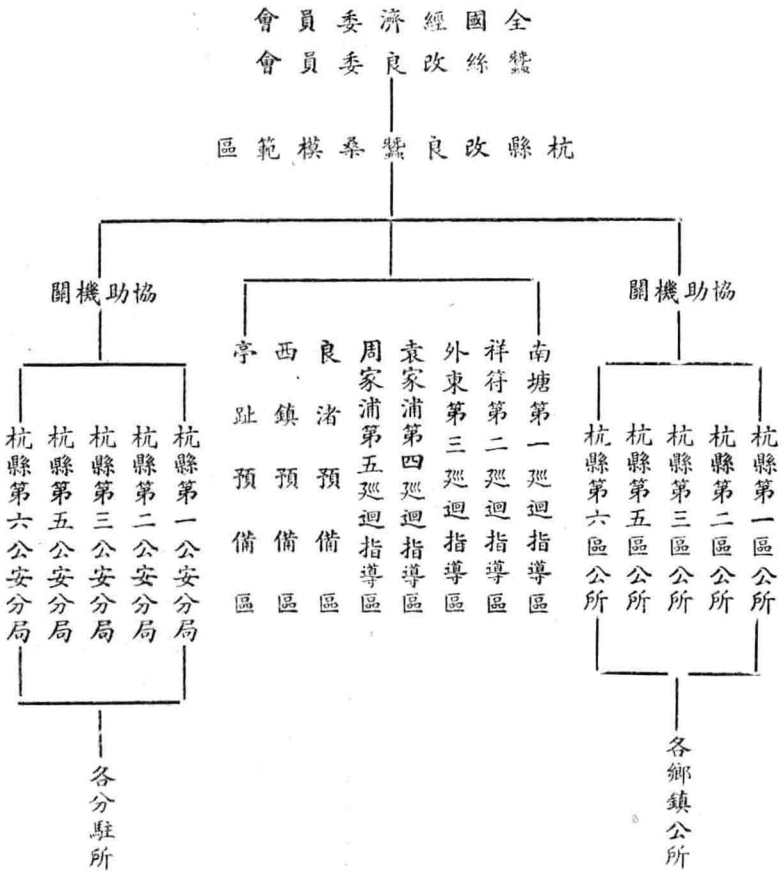 全國經濟委員會
蠶絲改良委員會
杭縣改良蠶桑模範區
協助機關
杭縣第一區公所
杭縣第二區公所
杭縣第三區公所
杭縣第五區公所
杭縣第六區公所
各鄉鎮公所
南塘第一廵迴指導區
祥符第二廵迴指導區
外東第三廵迴指導區
袁家浦第四廵迴指導區
周家浦第五廵迴指導區
良渚預備區
西鎮預備區
亭趾預備區
協助機關
杭縣第一公安分局
杭縣第二公安分局
杭縣第三公安分局
杭縣第五公安分局
杭縣第六公安分局
各分駐所